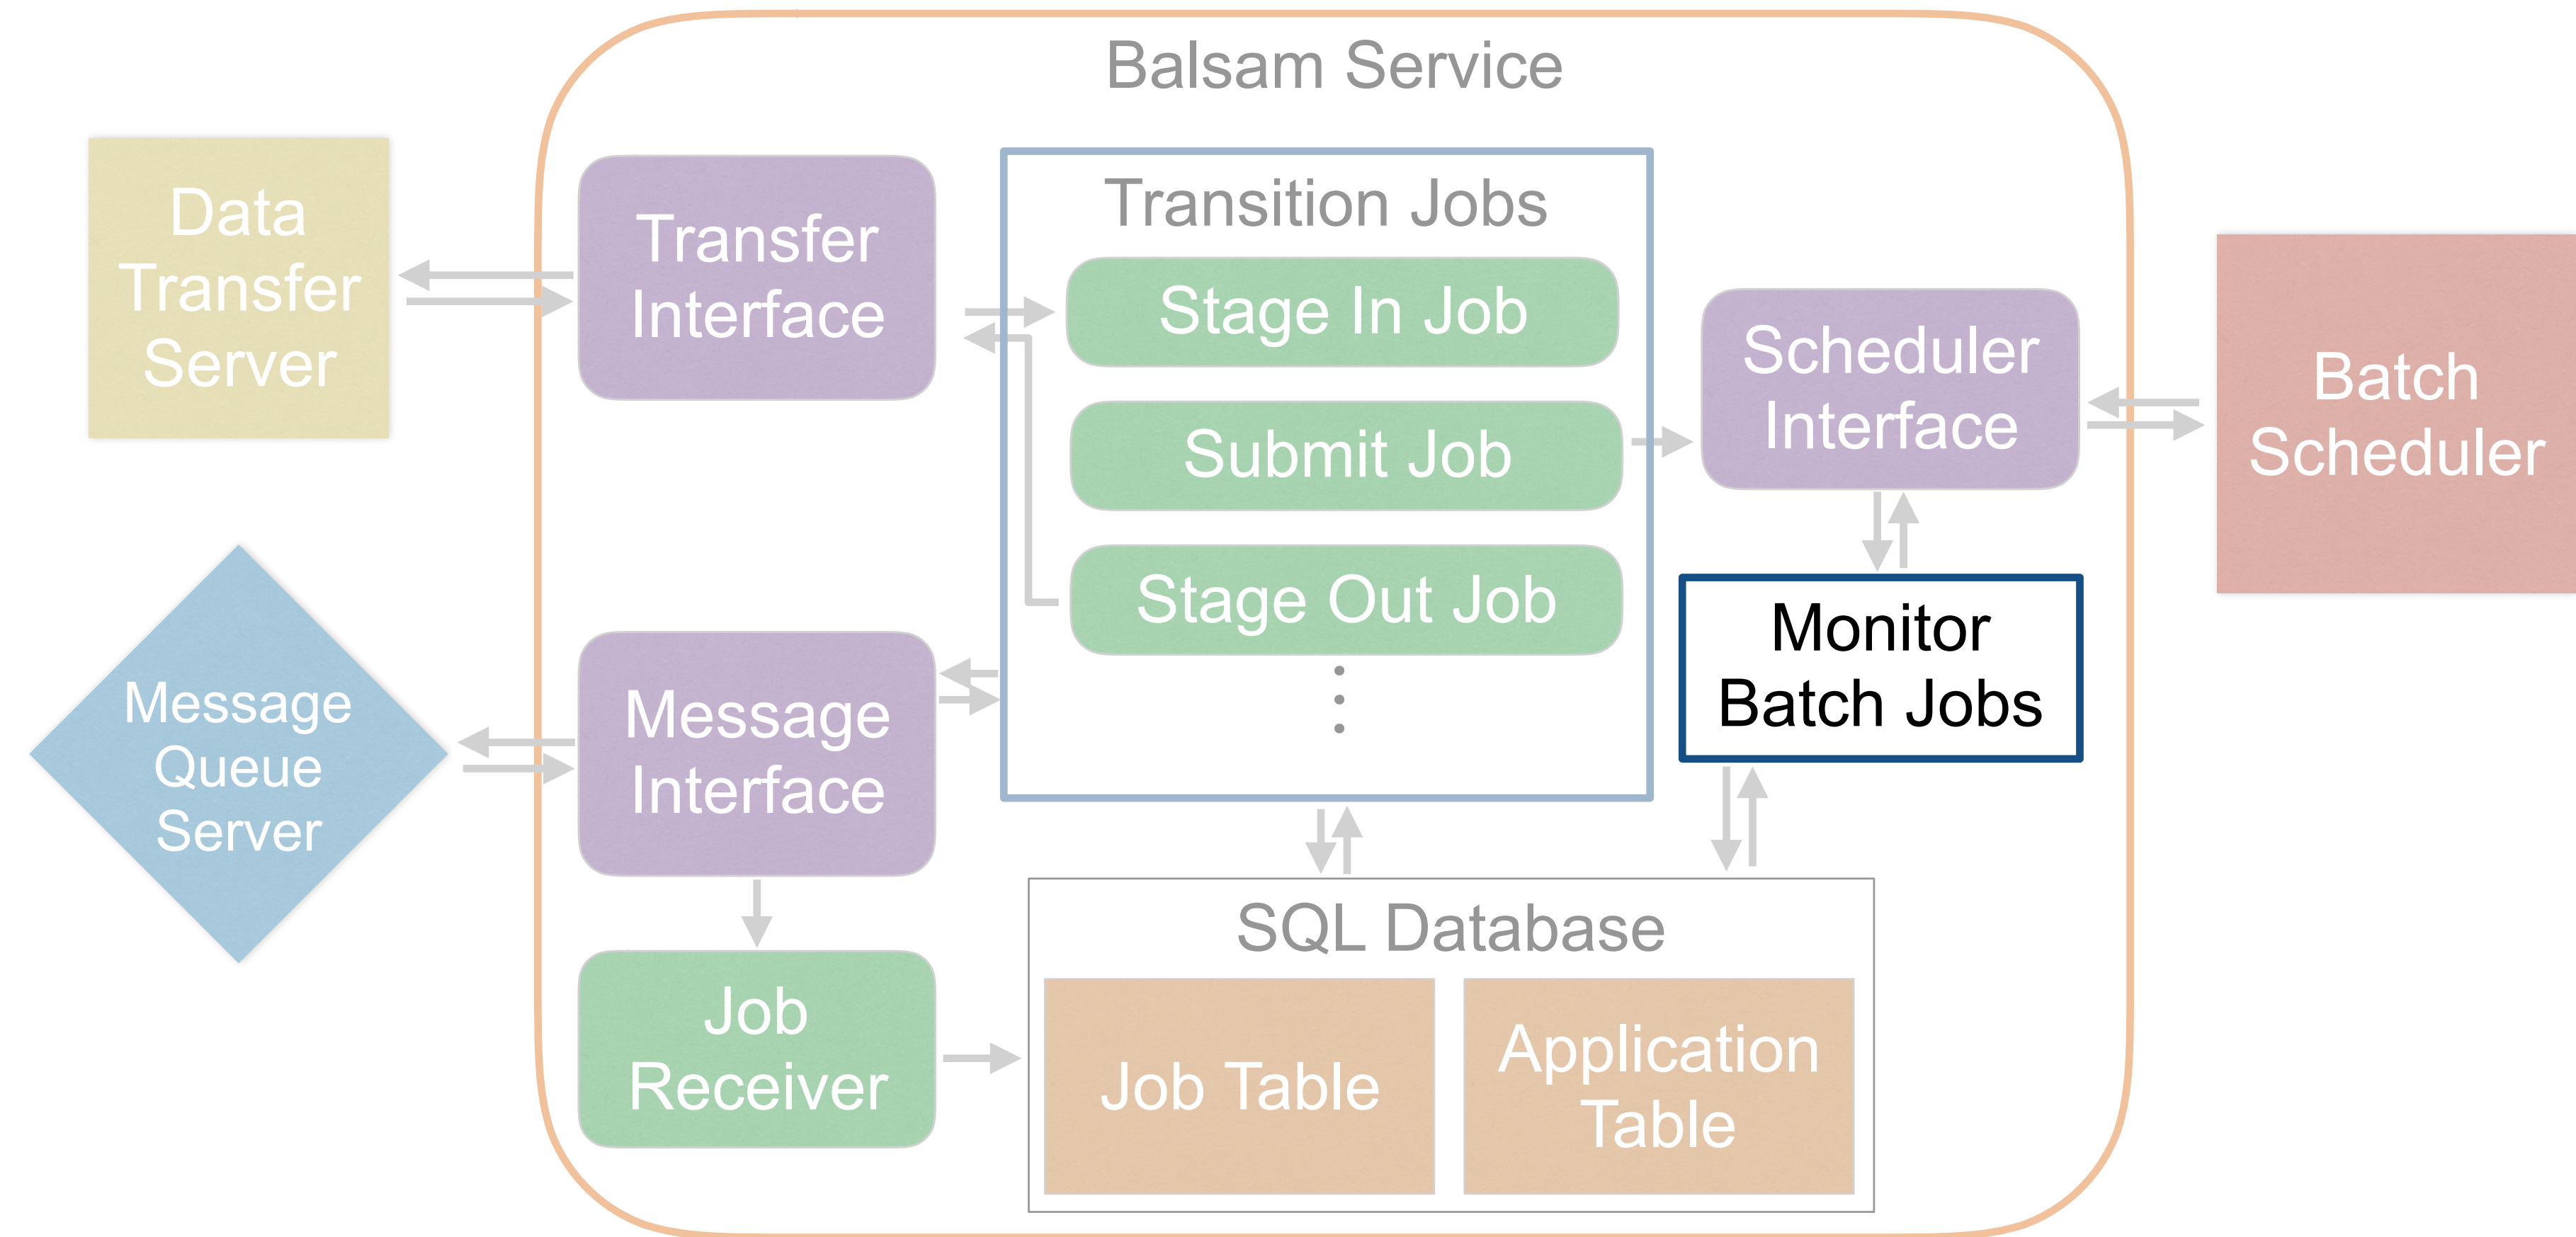 Balsam Service
Data
Transfer
Server
Transfer
Interface
Transition Jobs
Stage In Job
Submit Job
Stage Out Job
Scheduler
Interface
Batch
Scheduler
Message
Queue
Server
Message
Interface
Monitor
Batch Jobs
Job
Receiver
SQL Database
Job Table
Application
Table